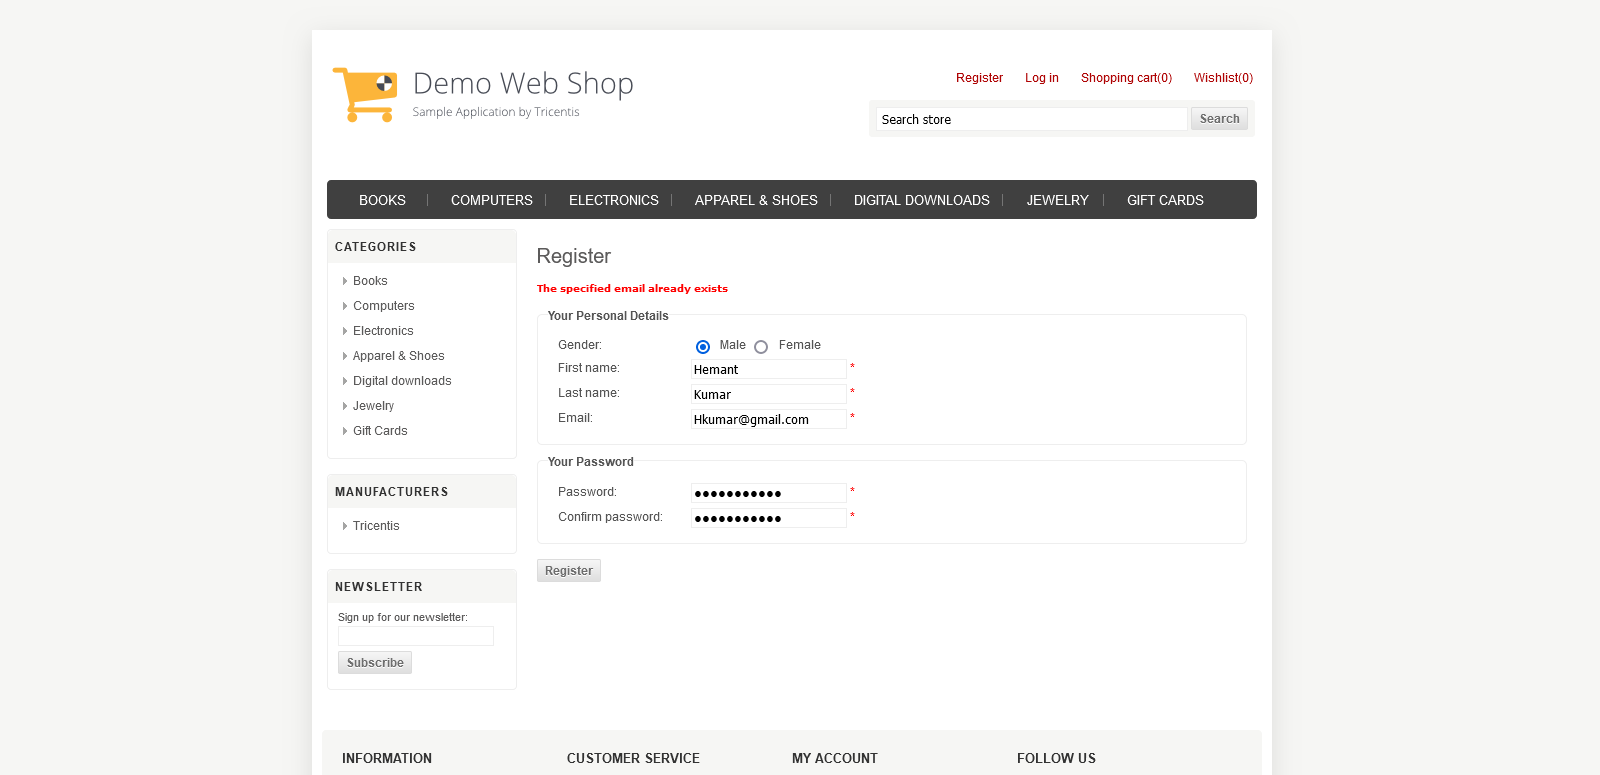 Demo Web Shop
Sample Application by Tricentis
Register Log in Shopping cart(0) Wishlist(0)
Search store Search
BOOKS COMPUTERS ELECTRONICS APPAREL & SHOES DIGITAL DOWNLOADS JEWELRY GIFT CARDS
CATEGORIES
Books
Computers
Electronics
Apparel & Shoes
Digital downloads
Jewelry
Gift Cards
MANUFACTURERS
Tricentis
NEWSLETTER
Sign up for our newsletter:
Subscribe
Register
The specified email already exists
Your Personal Details
Gender: Male Female
First name: Hemant *
Last name: Kumar *
Email: Hkumar@gmail.com *
Your Password
Password: ●●●●●●●●●●● *
Confirm password: ●●●●●●●●●●● *
Register
INFORMATION CUSTOMER SERVICE MY ACCOUNT FOLLOW US